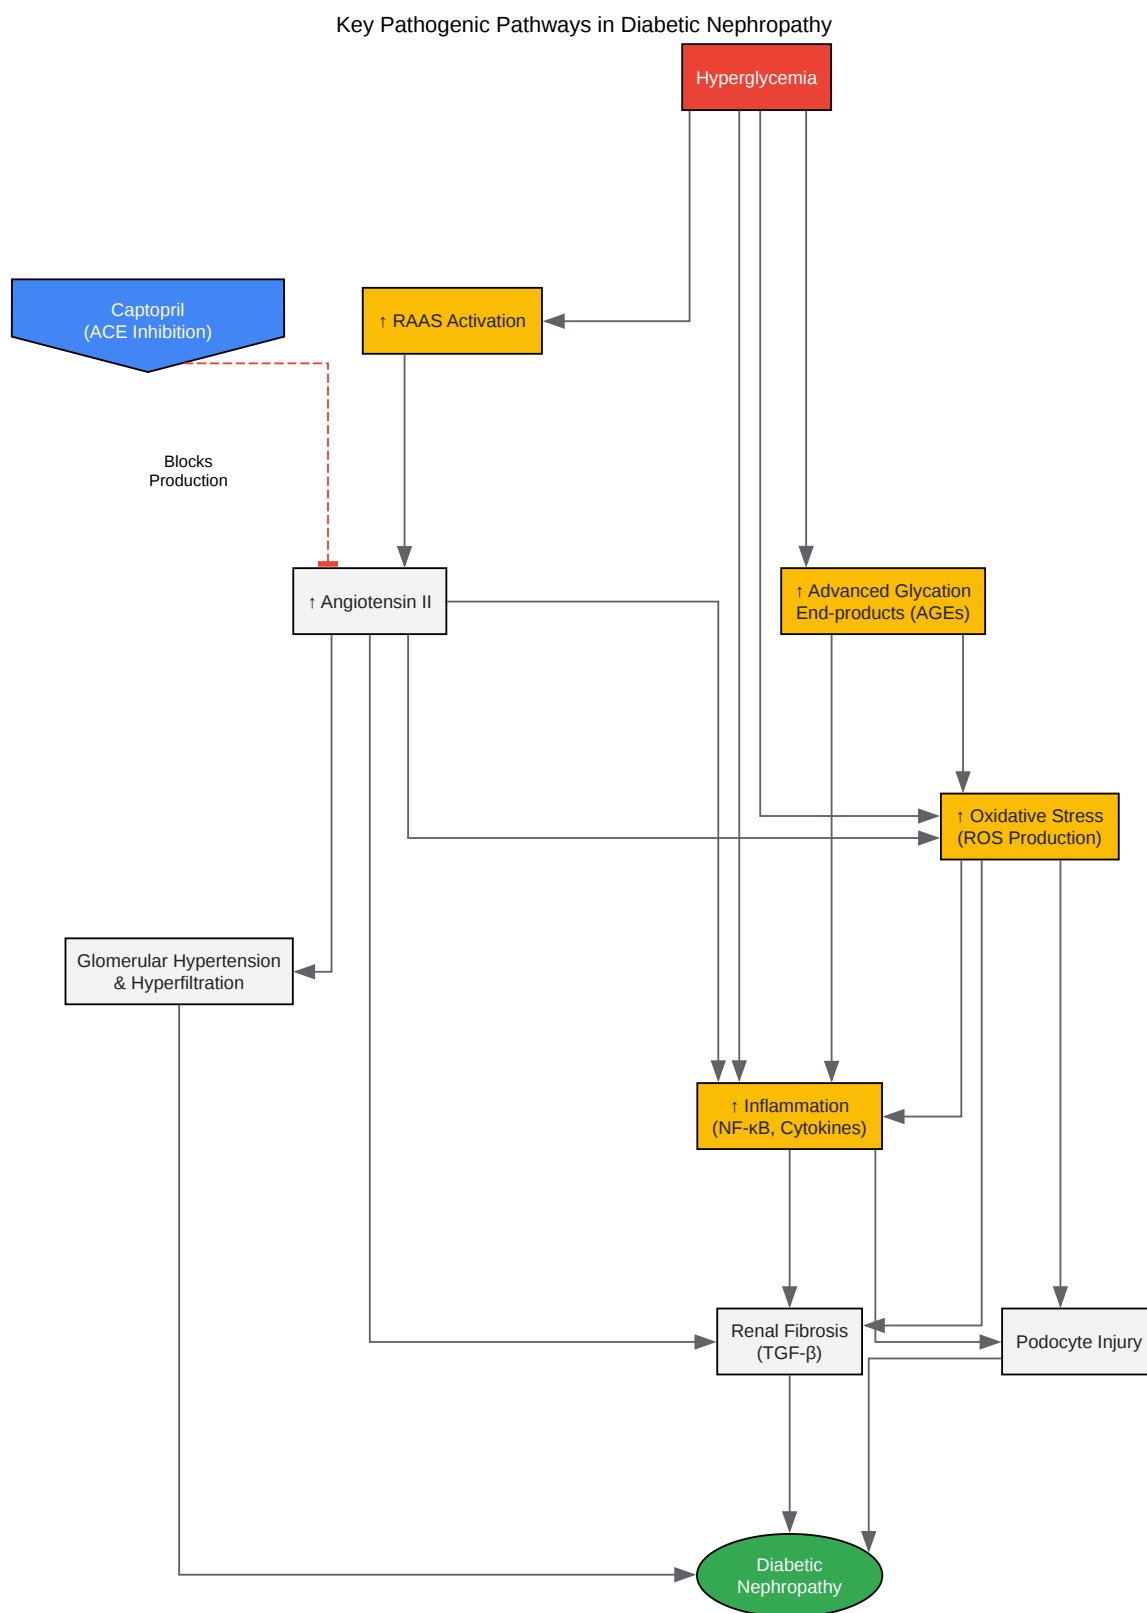 Key Pathogenic Pathways in Diabetic Nephropathy
Hyperglycemia
Captopril
(ACE Inhibition)
↑ RAAS Activation
Blocks
Production
↑ Angiotensin II
↑ Advanced Glycation
End-products (AGEs)
↑ Oxidative Stress
(ROS Production)
Glomerular Hypertension
& Hyperfiltration
↑ Inflammation
(NF-κB, Cytokines)
Renal Fibrosis
(TGF-β)
Podocyte Injury
Diabetic
Nephropathy